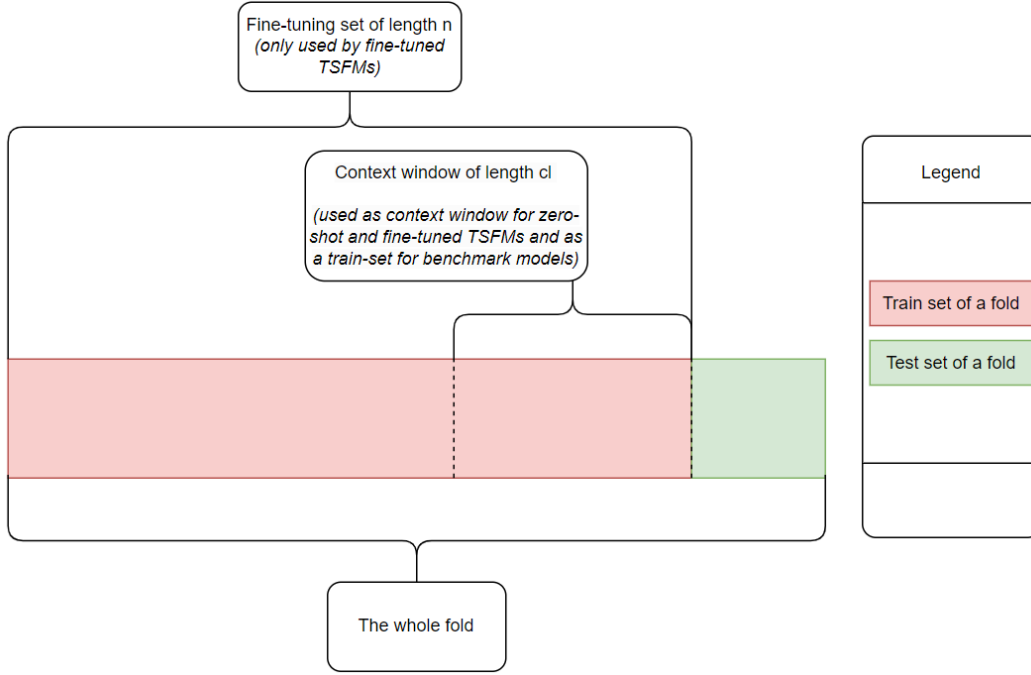 Fine-tuning set of length n
(only used by fine-tuned
TSFMs)
Context window of length cl
(used as context window for zero-
shot and fine-tuned TSFMs and as
a train-set for benchmark models)
Legend
Train set of a fold
Test set of a fold
The whole fold